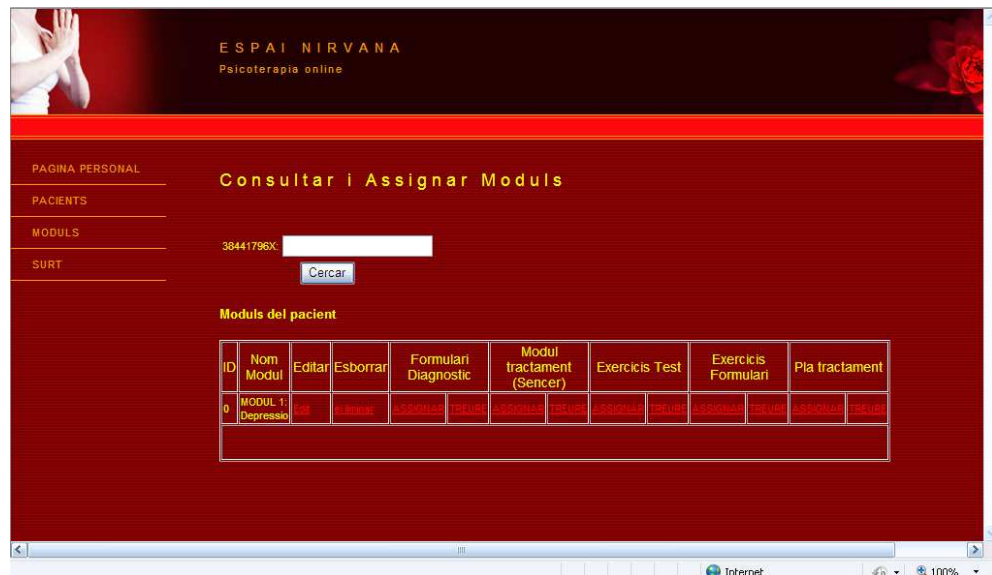 ESPAI NIRVANA
Psicoterapia online
PAGINA PERSONAL
PACIENTS
MODULS
SURT
Consultar i Assignar Moduls
38441796X:
Cercar
Moduls del pacient
ID Nom Modul Editar Esborrar Formulari Diagnostic Modul tractament (Sencer) Exercicis Test Exercicis Formulari Pla tractament
0 MODUL 1: Depressio Edit eliminar ASSIGNAR TREURE ASSIGNAR TREURE ASSIGNAR TREURE ASSIGNAR TREURE ASSIGNAR TREURE
Internet 100%